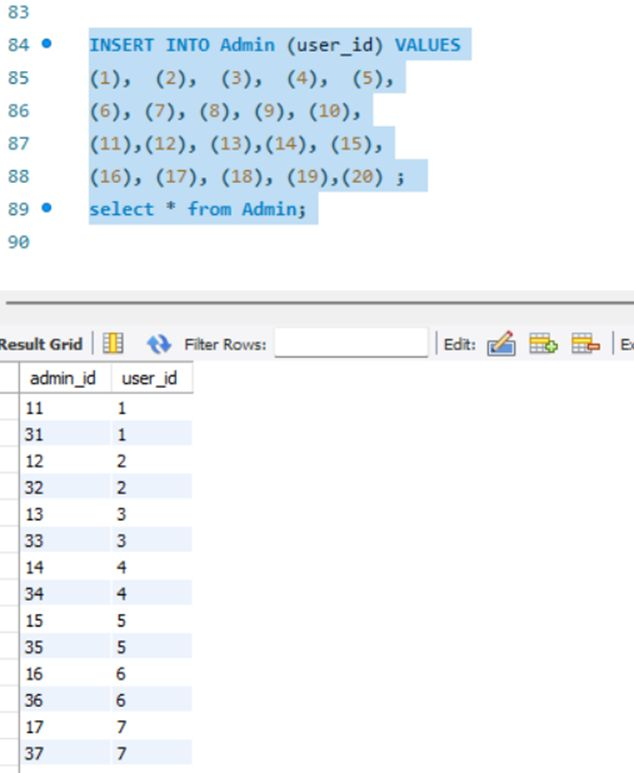 83
84 INSERT INTO Admin (user_id) VALUES
85 (1), (2), (3), (4), (5),
86 (6), (7), (8), (9), (10),
87 (11),(12), (13),(14), (15),
88 (16), (17), (18), (19),(20) ;
89 select * from Admin;
90
Result Grid Filter Rows: Edit: Ex
admin_id user_id
11 1
31 1
12 2
32 2
13 3
33 3
14 4
34 4
15 5
35 5
16 6
36 6
17 7
37 7